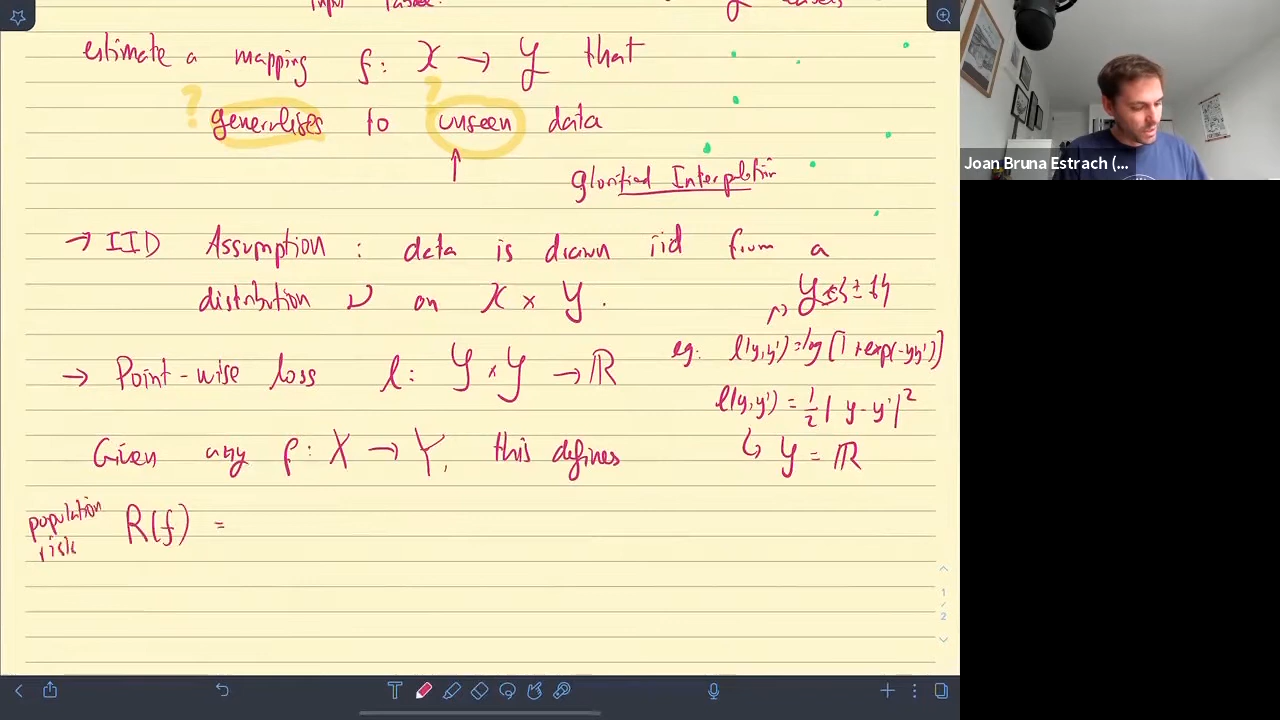 input
estimate a mapping f: X → Y that
? ?
generalises to unseen data
↑
Glorified Interpolation
→ IID Assumption : data is drawn iid from a
distribution ν on X × Y .
→ Point-wise loss ℓ: Y × Y → ℝ
eg. ℓ(y,y') = log(1+exp(-yy'))
ℓ(y,y') = 1/2 | y-y'|²
↳ Y = ℝ
Given any f: X → Y, this defines
population risk R(f) =
Joan Bruna Estrach (...
1
/
2
T